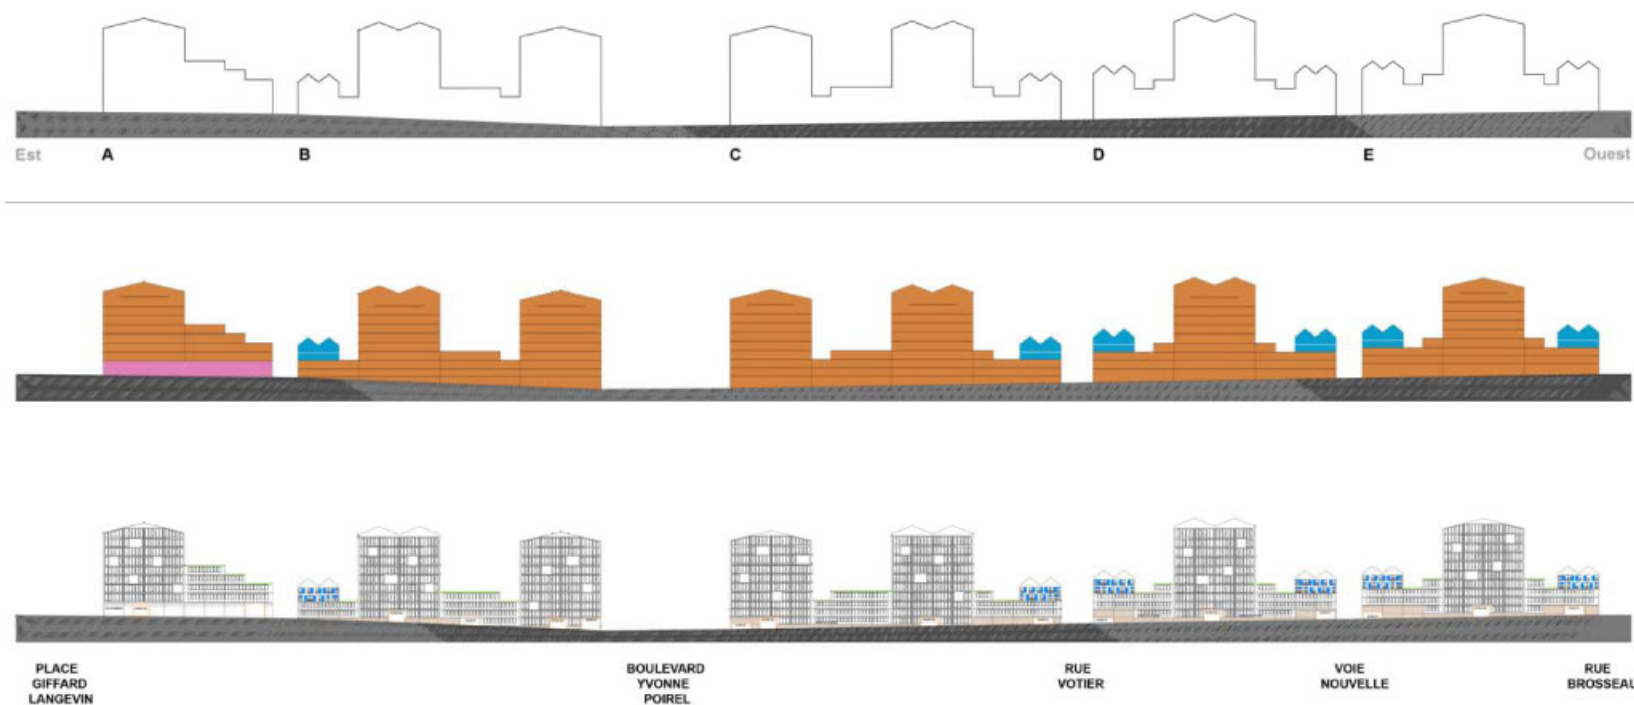 Est A B C D E Ouest
PLACE
GIFFARD
LANGEVIN
BOULEVARD
YVONNE
POIREL
RUE
VOTIER
VOIE
NOUVELLE
RUE
BROSSEAU